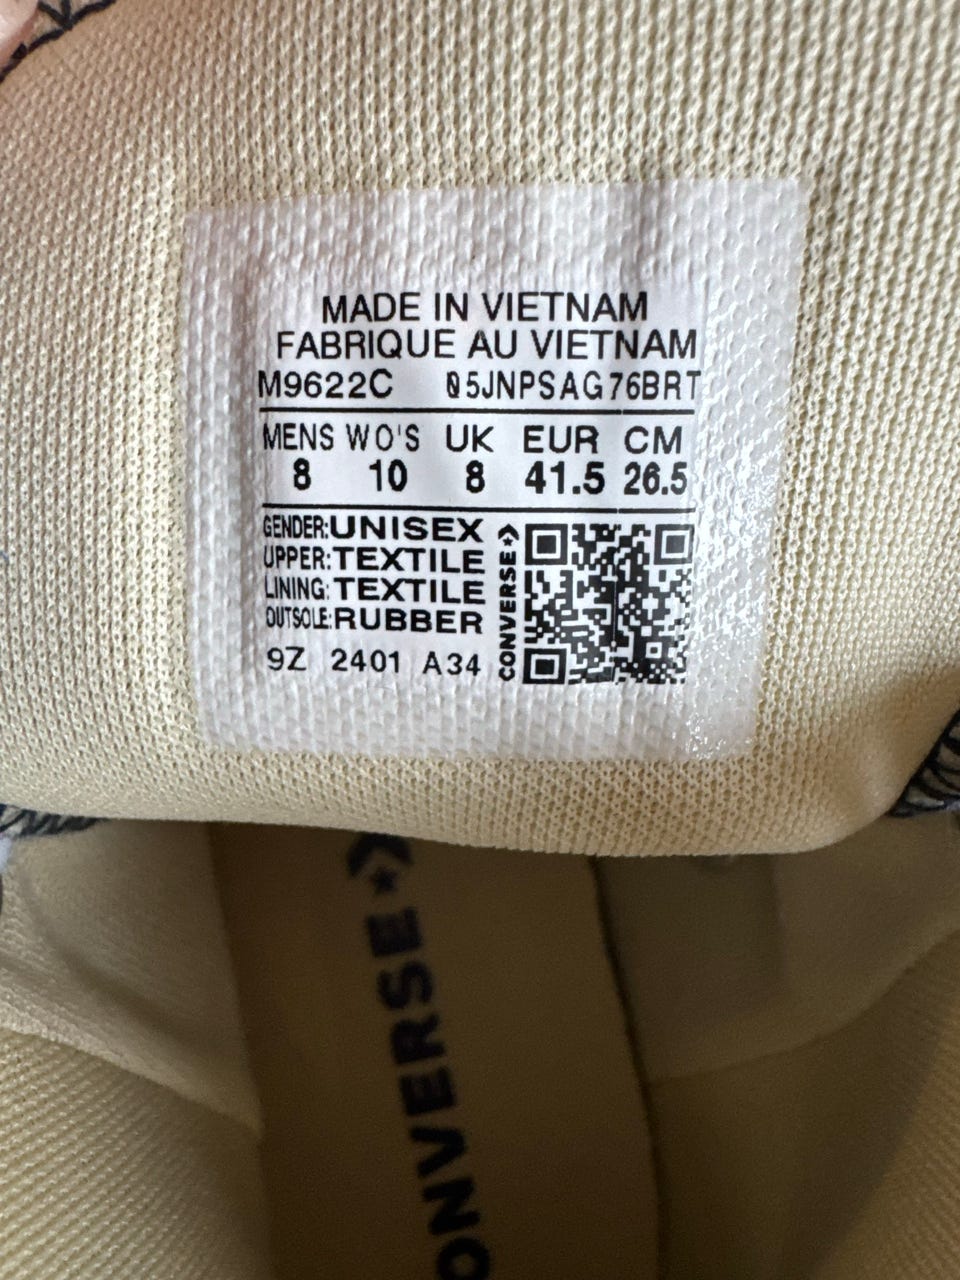 MADE IN VIETNAM
FABRIQUE AU VIETNAM
M9622C 05JNPSAG76BRT
MENS WO'S UK EUR CM
8 10 8 41.5 26.5
GENDER:UNISEX
UPPER:TEXTILE
LINING:TEXTILE
OUTSOLE:RUBBER
9Z 2401 A34
CONVERSE
ONVERSE